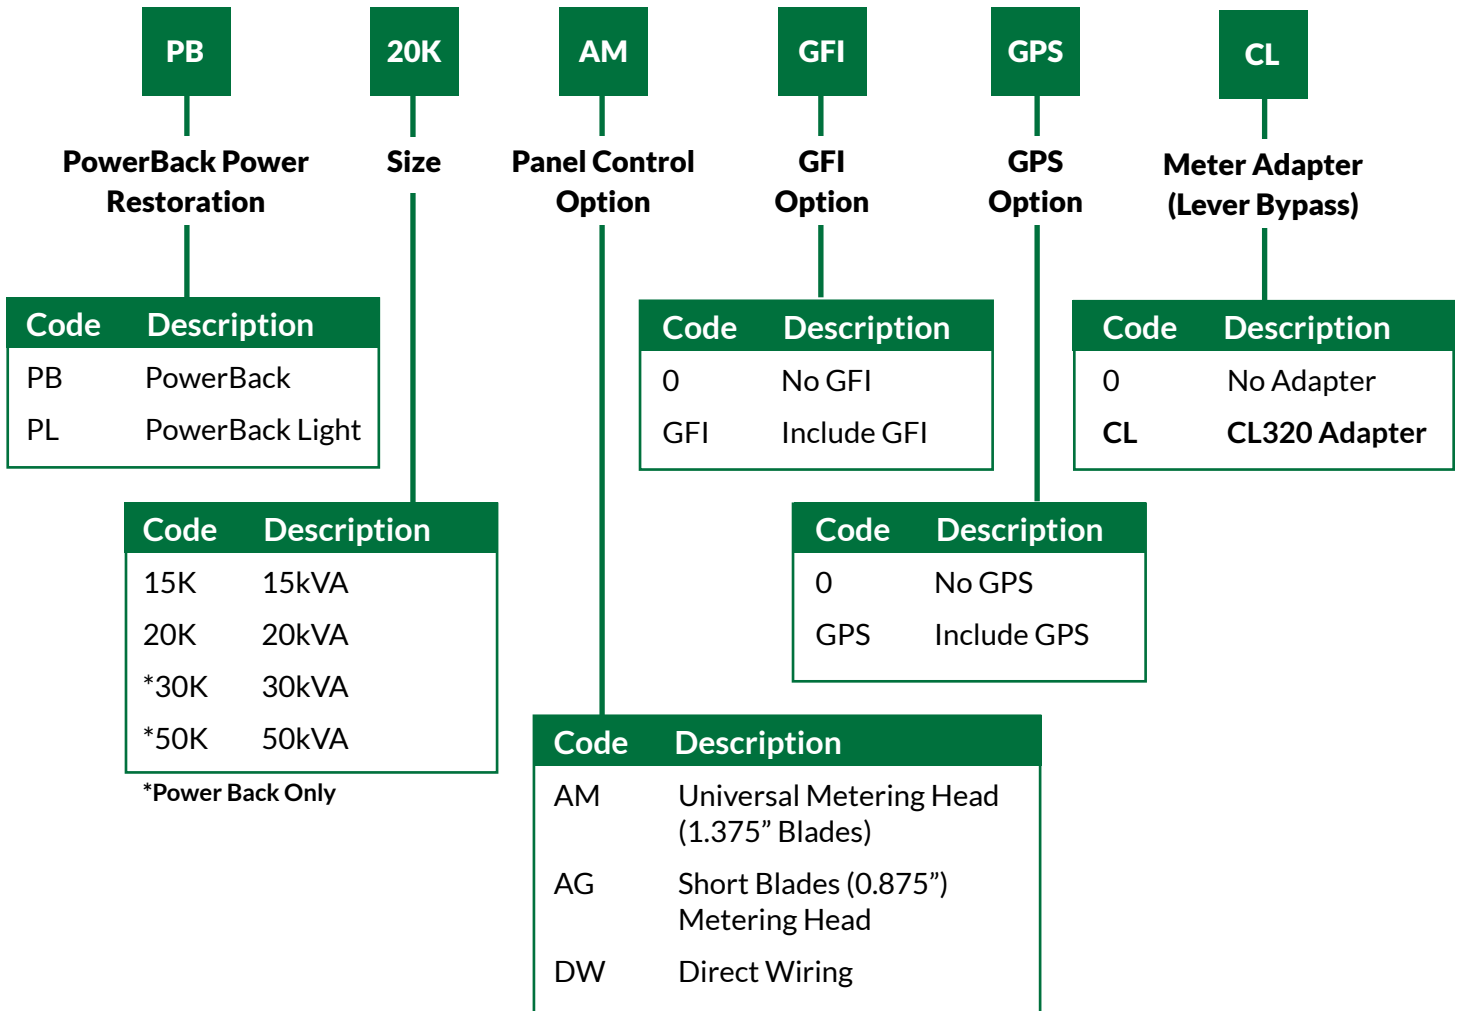 PB 20K AM GFI GPS CL
PowerBack Power
Restoration
Size
Panel Control
Option
GFI
Option
GPS
Option
Meter Adapter
(Lever Bypass)
Code Description
PB PowerBack
PL PowerBack Light
Code Description
0 No GFI
GFI Include GFI
Code Description
0 No Adapter
CL CL320 Adapter
Code Description
15K 15kVA
20K 20kVA
*30K 30kVA
*50K 50kVA
*Power Back Only
Code Description
0 No GPS
GPS Include GPS
Code Description
AM Universal Metering Head
(1.375” Blades)
AG Short Blades (0.875”)
Metering Head
DW Direct Wiring